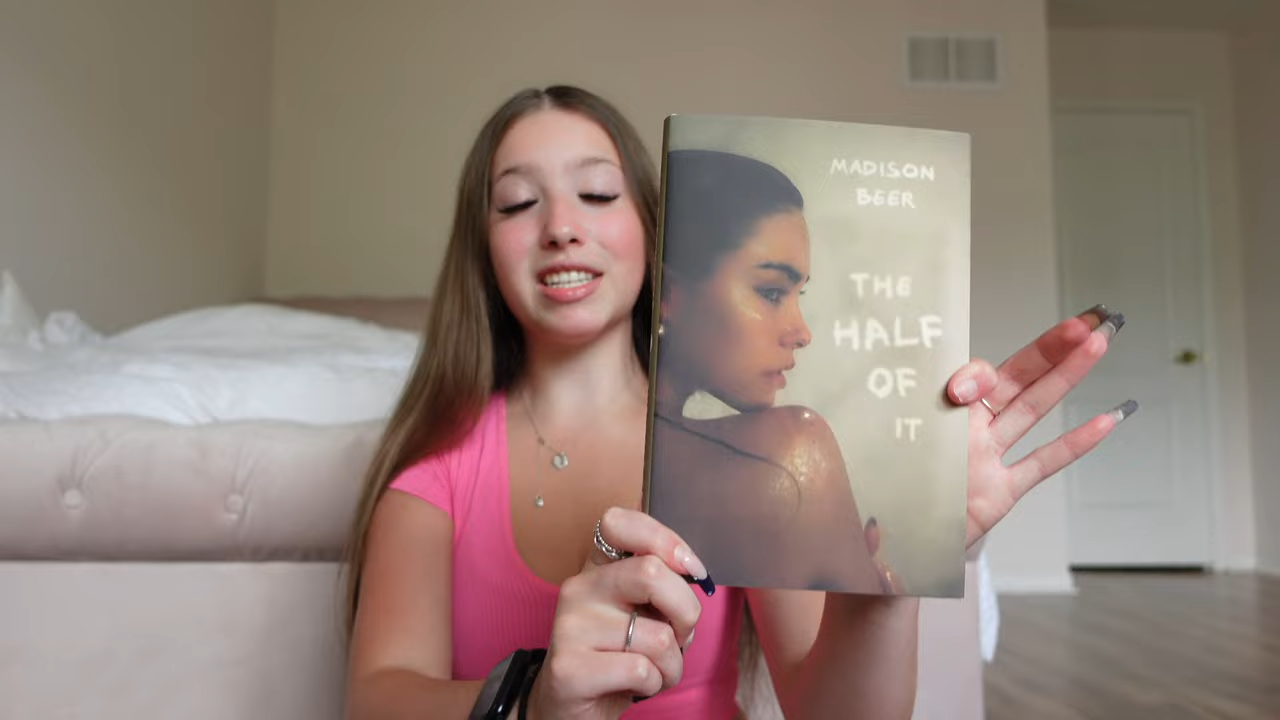 MADISON
BEER
THE
HALF
OF
IT